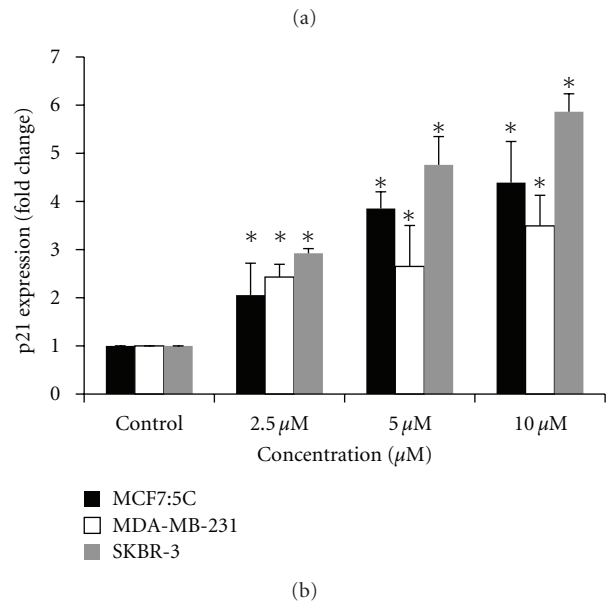 (a)
7
6
5
4
3
2
1
0
p21 expression (fold change)
* * *
* * *
* * *
Control 2.5 μM 5 μM 10 μM
Concentration (μM)
MCF7:5C
MDA-MB-231
SKBR-3
(b)